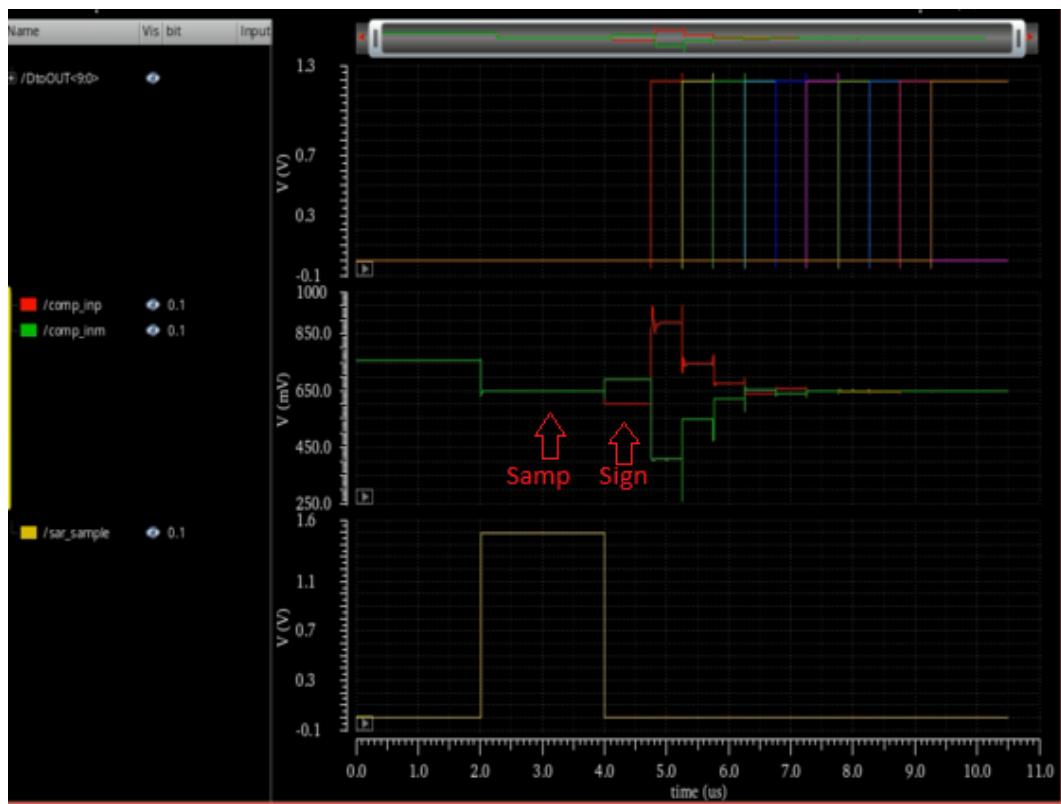 Name Vis bit Input
/DtoOUT<9:0>
1.3
0.7
0.3
-0.1
V (V)
/comp_inp 0.1
/comp_inm 0.1
1000
850.0
650.0
450.0
250.0
V (mV)
Samp Sign
/sar_sample 0.1
1.6
1.1
0.7
0.3
-0.1
V (V)
0.0 1.0 2.0 3.0 4.0 5.0 6.0 7.0 8.0 9.0 10.0 11.0
time (us)